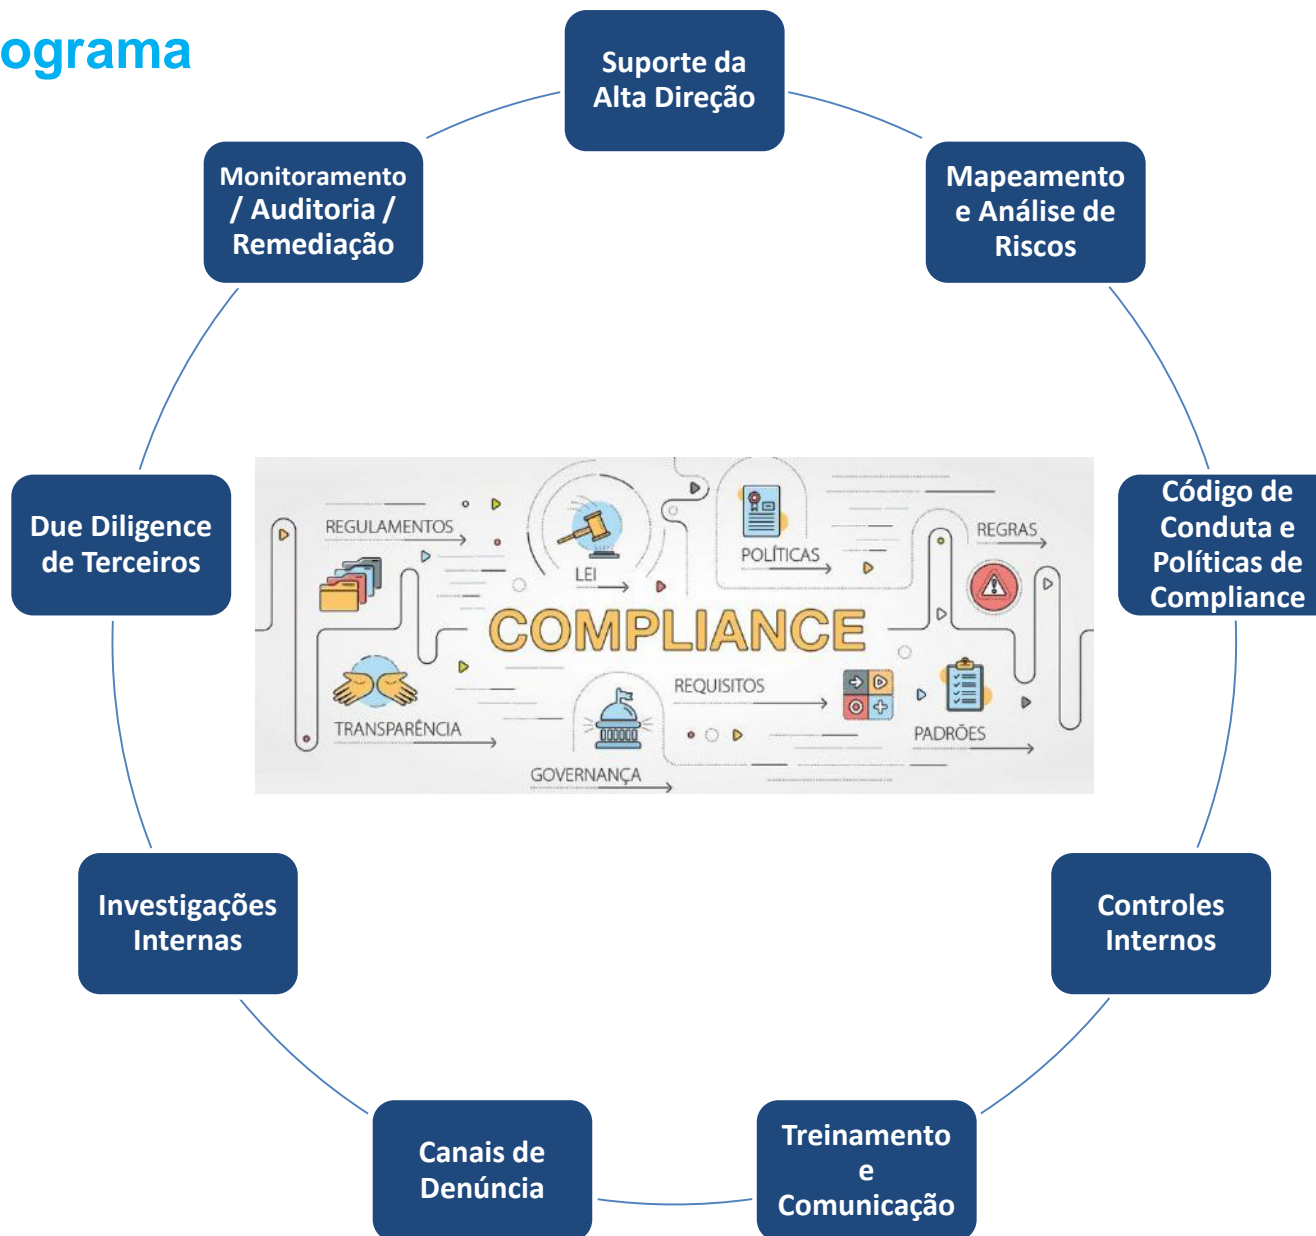 ograma
Suporte da
Alta Direção
Mapeamento
e Análise de
Riscos
Código de
Conduta e
Políticas de
Compliance
Controles
Internos
Treinamento
e
Comunicação
Canais de
Denúncia
Investigações
Internas
Due Diligence
de Terceiros
Monitoramento
/ Auditoria /
Remediação
REGULAMENTOS
LEI
POLÍTICAS
REGRAS
COMPLIANCE
TRANSPARÊNCIA
GOVERNANÇA
REQUISITOS
PADRÕES